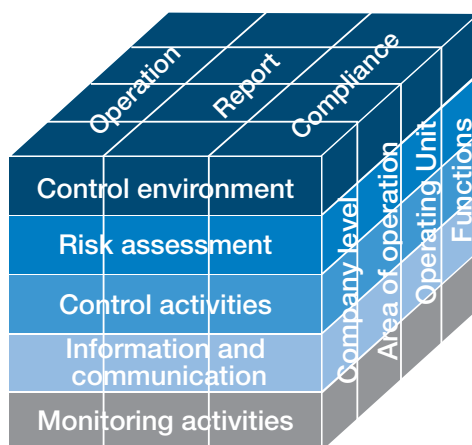 Operation
Report
Compliance
Control environment
Risk assessment
Control activities
Information and
communication
Monitoring activities
Company level
Area of operation
Operating Unit
Functions